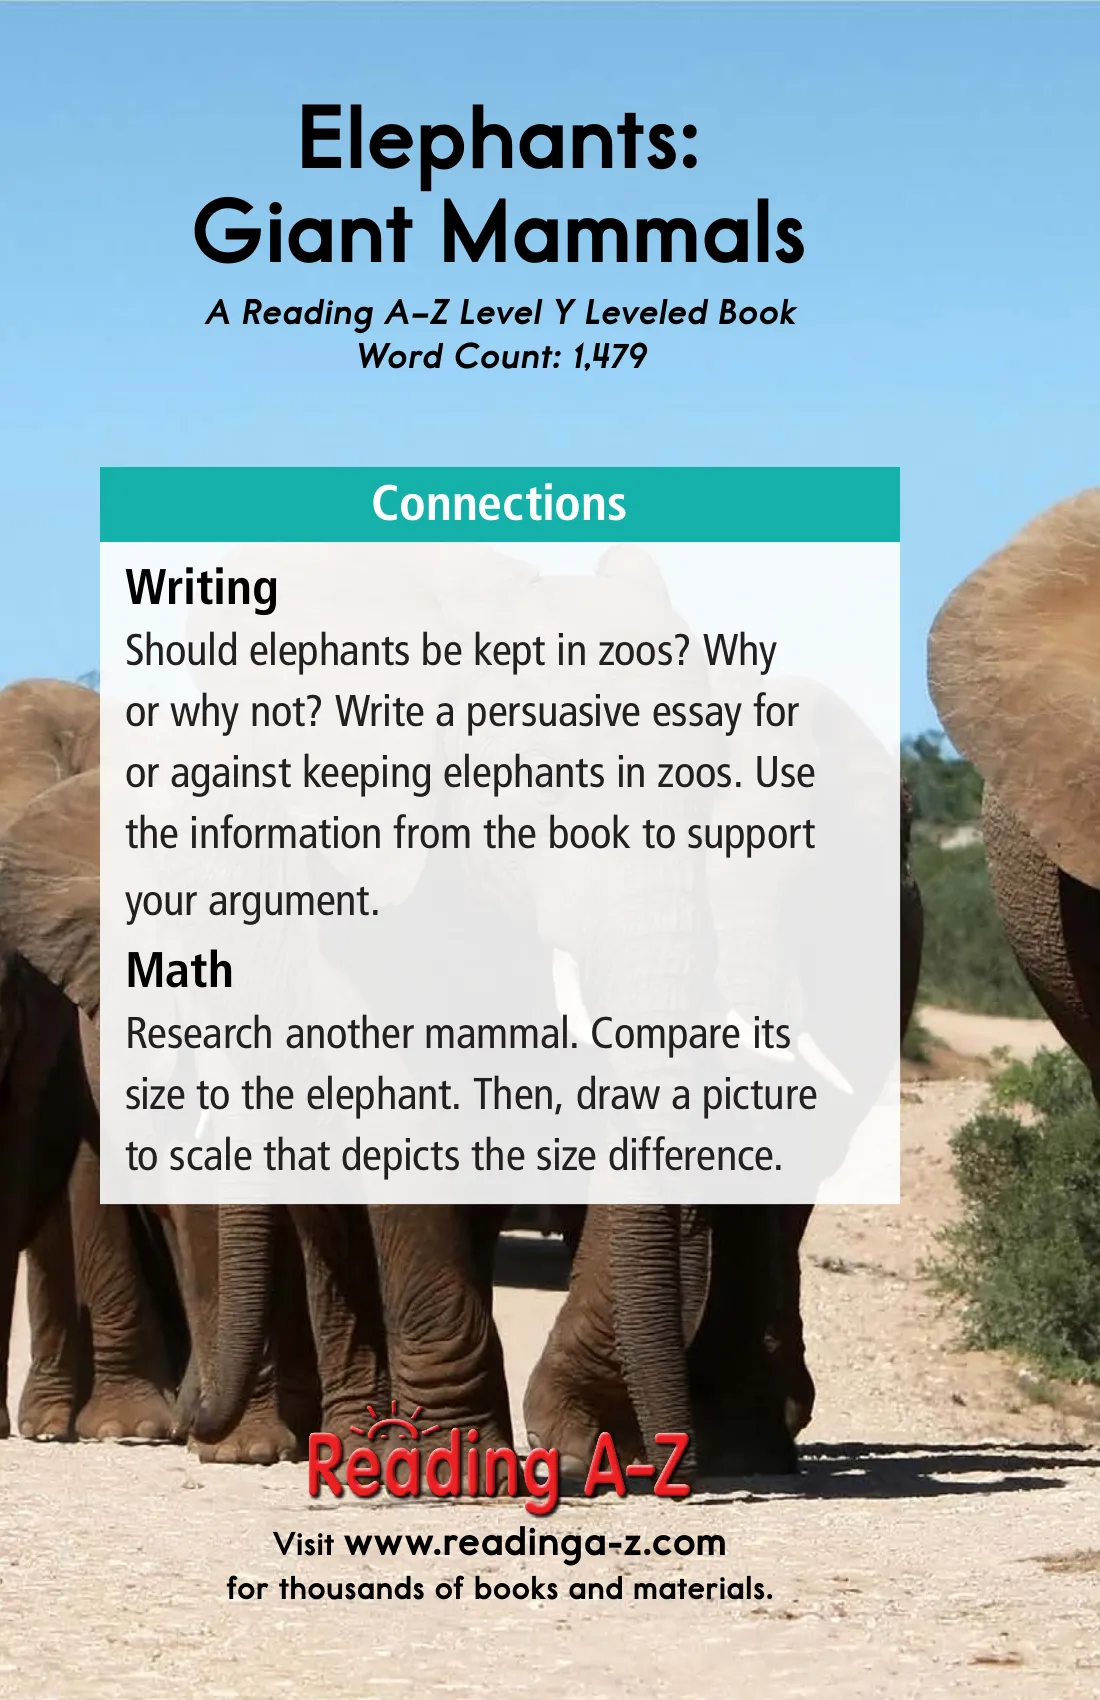 Elephants:
Giant Mammals
A Reading A–Z Level Y Leveled Book
Word Count: 1,479
Connections
Writing
Should elephants be kept in zoos? Why
or why not? Write a persuasive essay for
or against keeping elephants in zoos. Use
the information from the book to support
your argument.
Math
Research another mammal. Compare its
size to the elephant. Then, draw a picture
to scale that depicts the size difference.
Reading A–Z
Visit www.readinga-z.com
for thousands of books and materials.